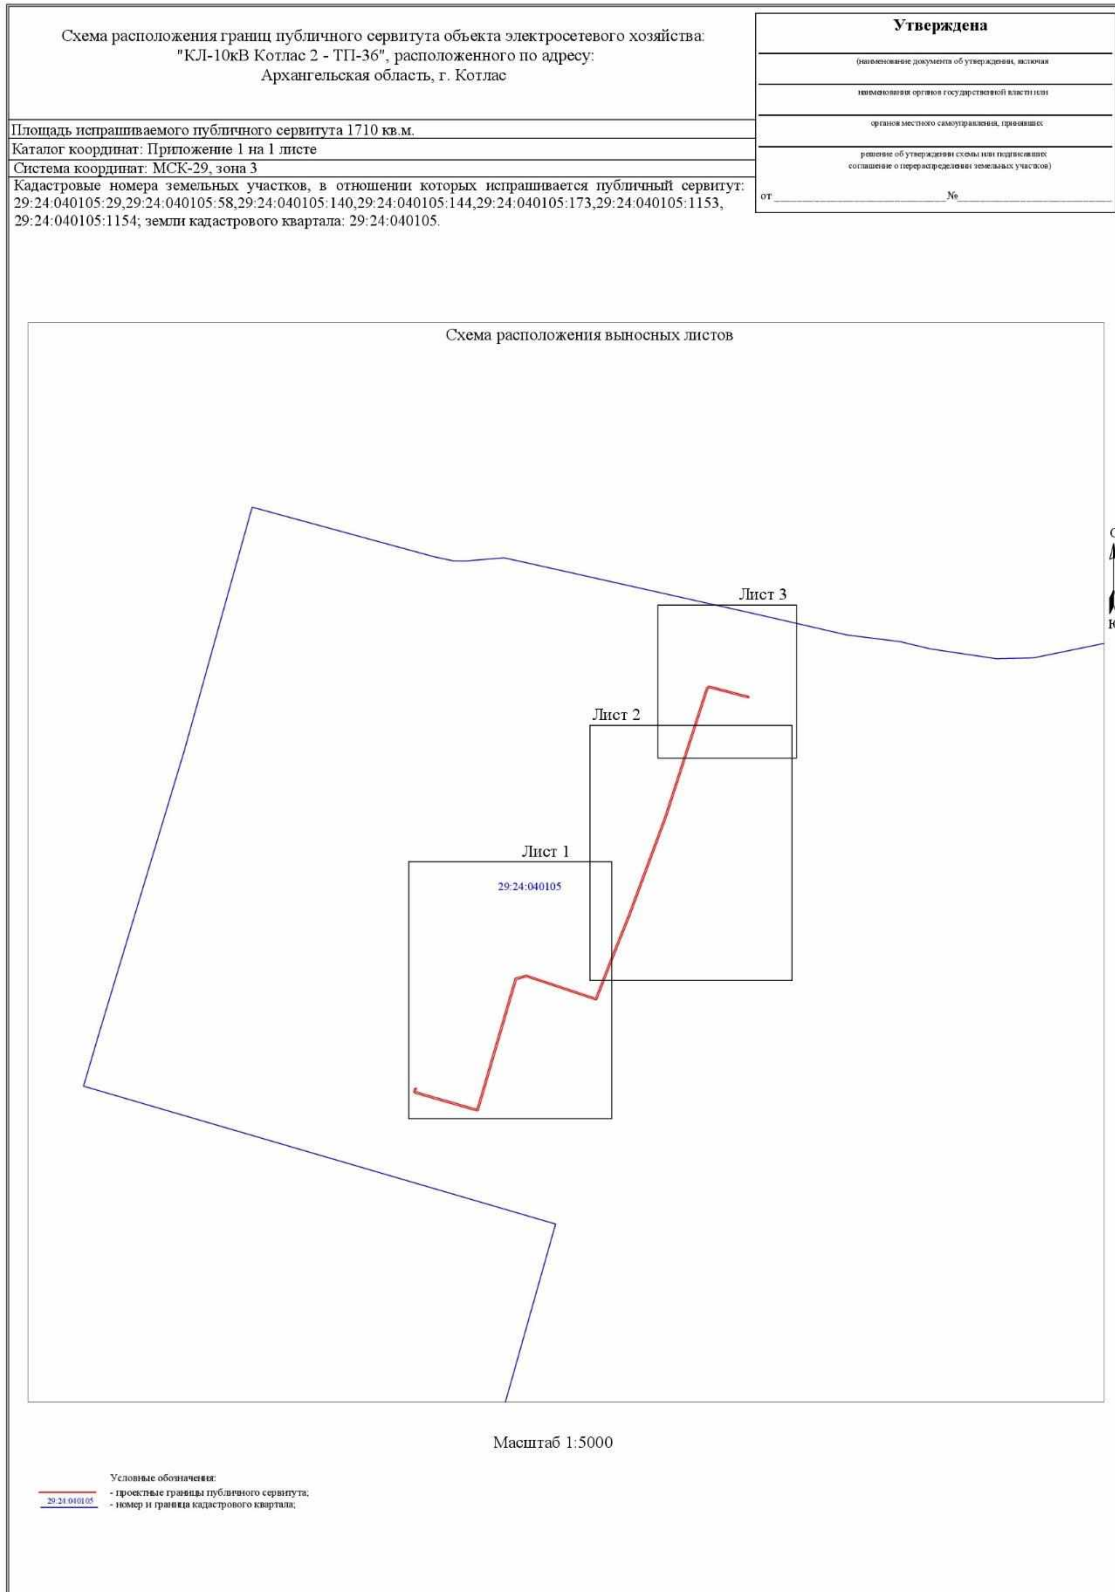 Схема расположения границ публичного сервитута объекта электросетевого хозяйства:
"КЛ-10кВ Котлас 2 - ТП-36", расположенного по адресу:
Архангельская область, г. Котлас
Утверждена
(наименование документа об утверждении, включая
наименования органов государственной власти или
органов местного самоуправления, принявших
решение об утверждении схемы или подписавших
соглашение о перераспределении земельных участков)
от № 
Площадь испрашиваемого публичного сервитута 1710 кв.м.
Каталог координат: Приложение 1 на 1 листе
Система координат: МСК-29, зона 3
Кадастровые номера земельных участков, в отношении которых испрашивается публичный сервитут:
29:24:040105:29,29:24:040105:58,29:24:040105:140,29:24:040105:144,29:24:040105:173,29:24:040105:1153,
29:24:040105:1154; земли кадастрового квартала: 29:24:040105.
Схема расположения выносных листов
С
Ю
Лист 3
Лист 2
Лист 1
29:24:040105
Масштаб 1:5000
Условные обозначения:
- проектные границы публичного сервитута;
29:24:040105 - номер и граница кадастрового квартала;